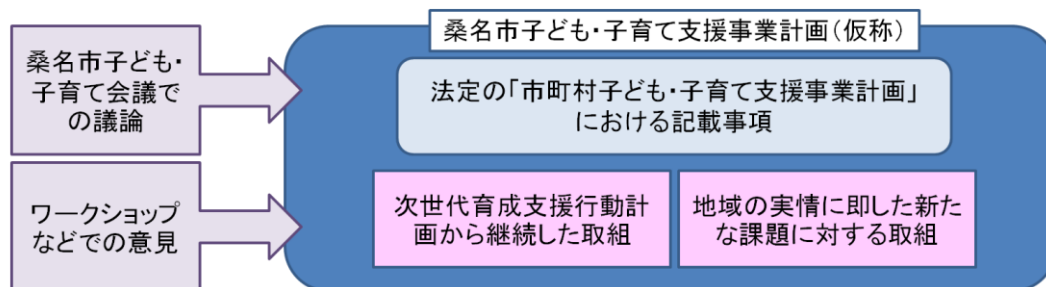 桑名市子ども・子育て支援事業計画(仮称)
桑名市子ども・
子育て会議で
の議論
法定の「市町村子ども・子育て支援事業計画」
における記載事項
ワークショップ
などでの意見
次世代育成支援行動計
画から継続した取組
地域の実情に即した新た
な課題に対する取組